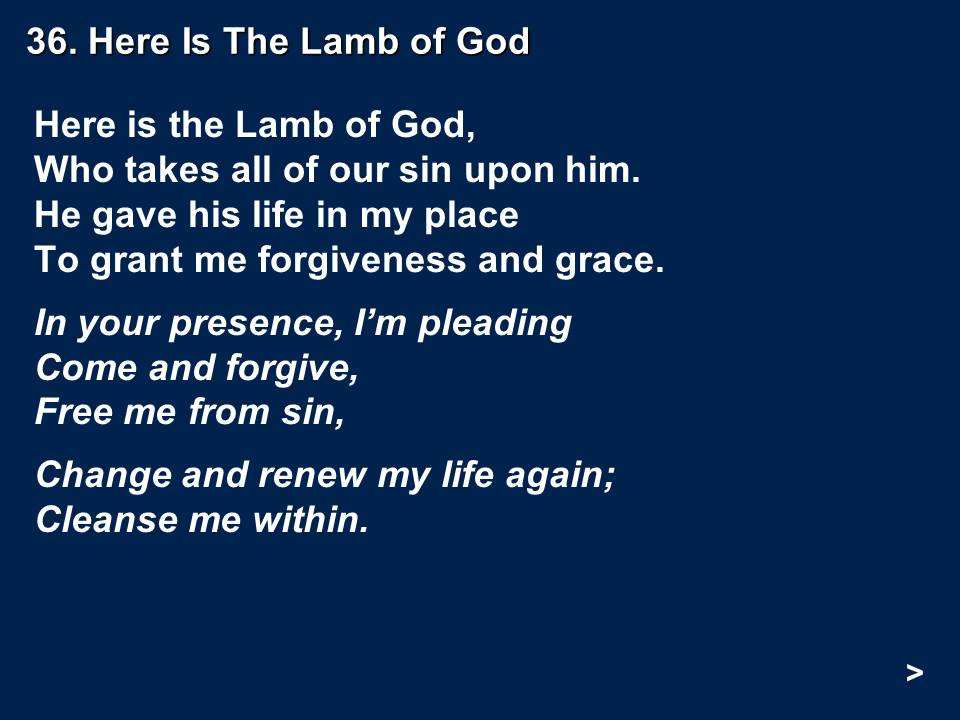 36. Here Is The Lamb of God
Here is the Lamb of God,
Who takes all of our sin upon him.
He gave his life in my place
To grant me forgiveness and grace.
In your presence, I’m pleading
Come and forgive,
Free me from sin,
Change and renew my life again;
Cleanse me within.
>